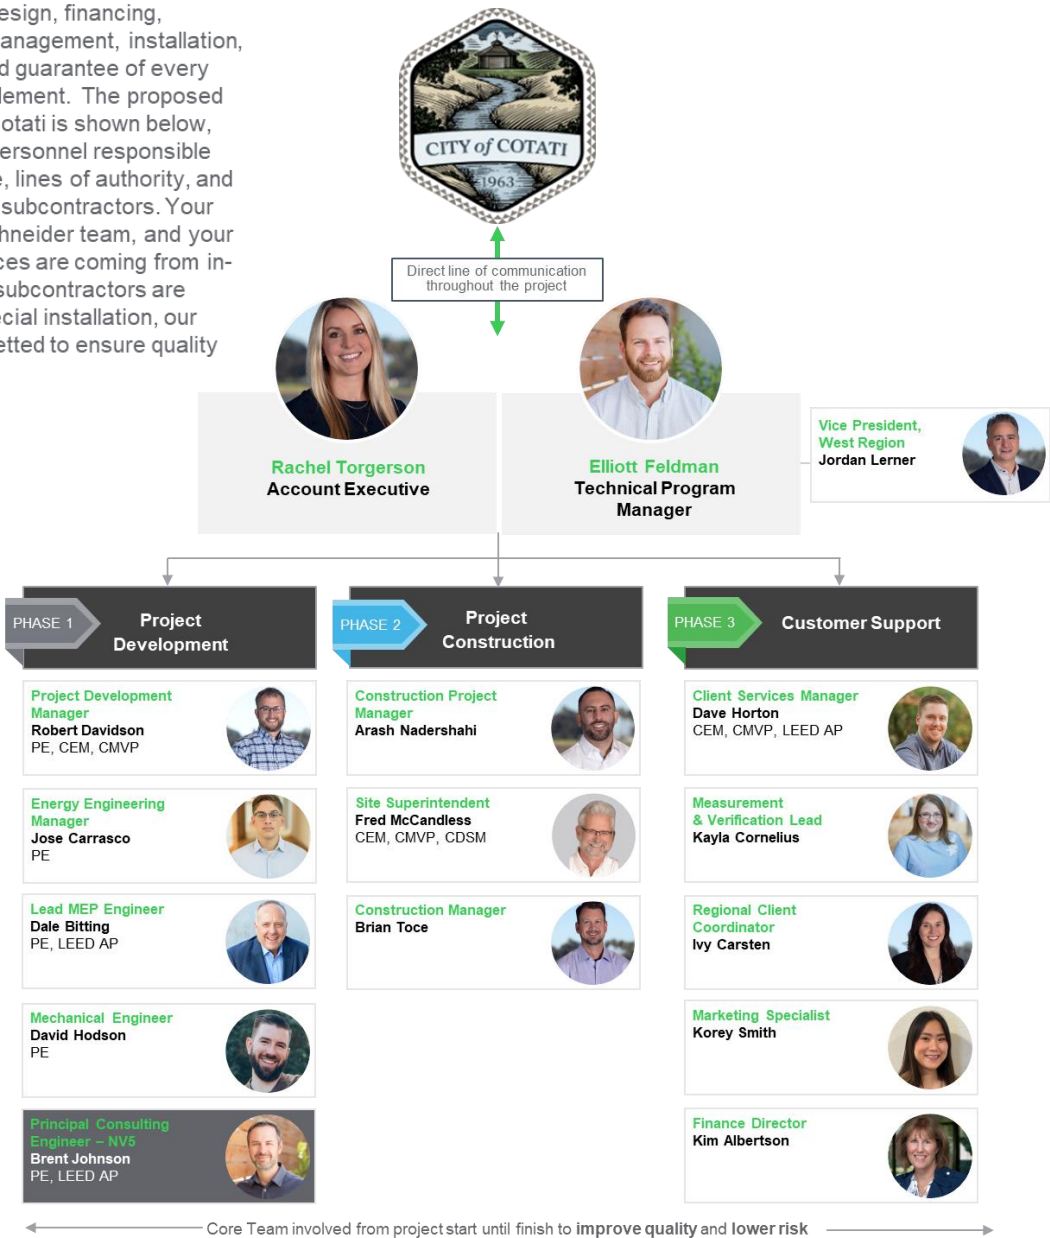 esign, financing,
anagement, installation,
d guarantee of every
lement. The proposed
otati is shown below,
ersonnel responsible
e, lines of authority, and
subcontractors. Your
hneider team, and your
ces are coming from in-
subcontractors are
ecial installation, our
etted to ensure quality
CITY of COTATI
1963
Direct line of communication
throughout the project
Rachel Torgerson
Account Executive
Elliott Feldman
Technical Program
Manager
Vice President,
West Region
Jordan Lerner
PHASE 1
Project
Development
PHASE 2
Project
Construction
PHASE 3
Customer Support
Project Development
Manager
Robert Davidson
PE, CEM, CMVP
Energy Engineering
Manager
Jose Carrasco
PE
Lead MEP Engineer
Dale Bitting
PE, LEED AP
Mechanical Engineer
David Hodson
PE
Principal Consulting
Engineer – NV5
Brent Johnson
PE, LEED AP
Construction Project
Manager
Arash Nadershahi
Site Superintendent
Fred McCandless
CEM, CMVP, CDSM
Construction Manager
Brian Toce
Client Services Manager
Dave Horton
CEM, CMVP, LEED AP
Measurement
& Verification Lead
Kayla Cornelius
Regional Client
Coordinator
Ivy Carsten
Marketing Specialist
Korey Smith
Finance Director
Kim Albertson
Core Team involved from project start until finish to improve quality and lower risk